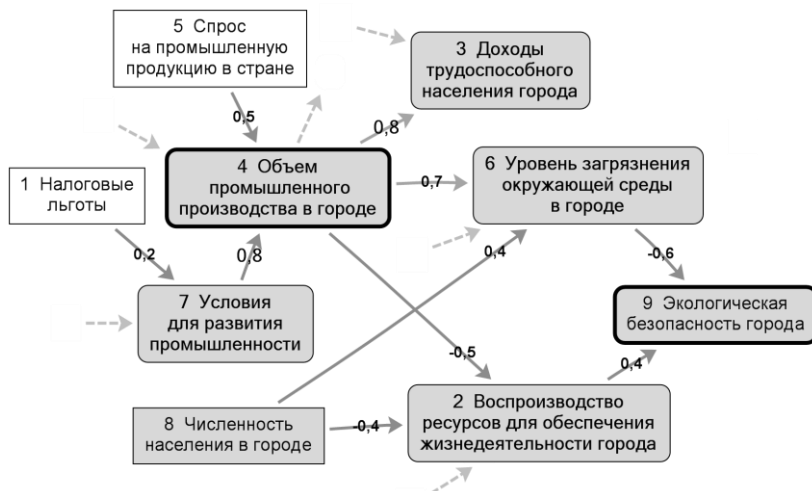 5 Спрос
на промышленную
продукцию в стране
3 Доходы
трудоспособного
населения города
0,5
0,8
4 Объем
промышленного
производства в городе
0,7
6 Уровень загрязнения
окружающей среды
в городе
1 Налоговые
льготы
0,2
0,8
0,4
-0,6
7 Условия
для развития
промышленности
9 Экологическая
безопасность города
-0,5
0,4
8 Численность
населения в городе
-0,4
2 Воспроизводство
ресурсов для обеспечения
жизнедеятельности города